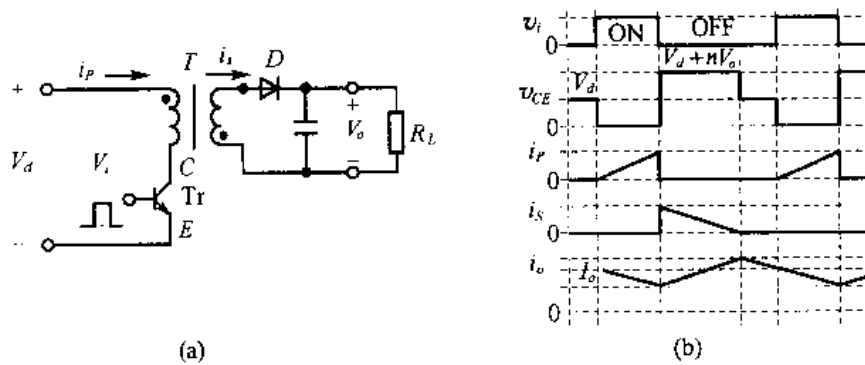 i_P T i_s D
+ + V_o R_L
V_d V_i C
Tr
− E −
(a)
v_i ON OFF
0
V_d + nV_o
v_CE V_d
0
i_P
0
i_S
0
i_o I_o
0
(b)